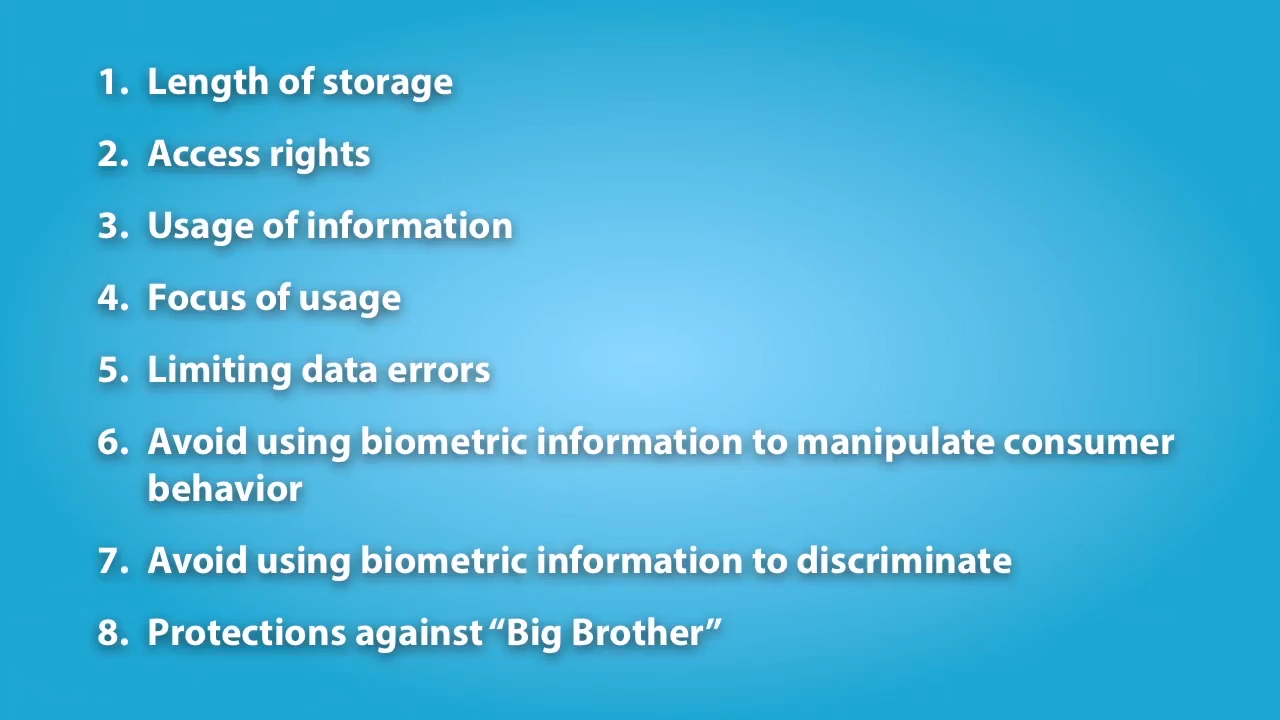 1. Length of storage
2. Access rights
3. Usage of information
4. Focus of usage
5. Limiting data errors
6. Avoid using biometric information to manipulate consumer
behavior
7. Avoid using biometric information to discriminate
8. Protections against “Big Brother”